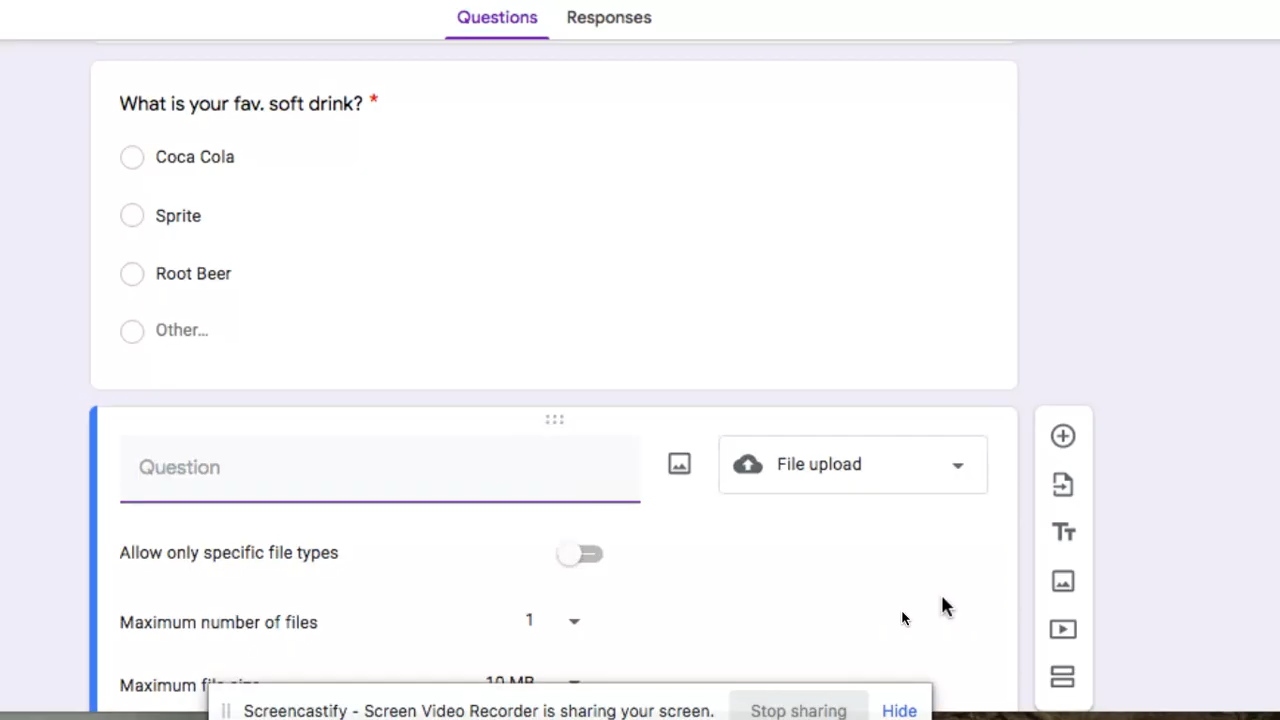 Questions Responses
What is your fav. soft drink? *
Coca Cola
Sprite
Root Beer
Other...
Question
File upload
Allow only specific file types
Maximum number of files 1
Maximum file size 10 MB
Screencastify - Screen Video Recorder is sharing your screen. Stop sharing Hide